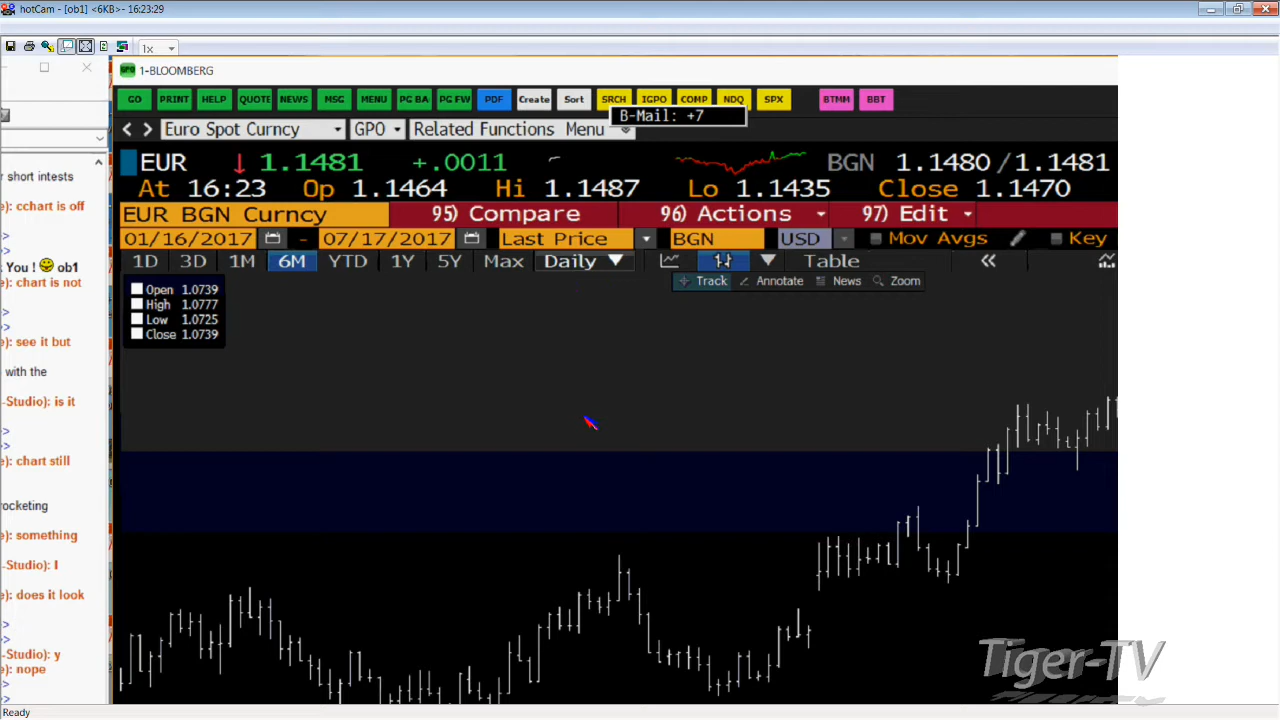 hotCam - [ob1] <6KB> - 16:23:29
1x
1-BLOOMBERG
GO PRINT HELP QUOTE NEWS MSG MENU PG BA PG FW PDF Create Sort SRCH IGPO COMP NDQ SPX BTMM BBT
B-Mail: +7
Euro Spot Curncy GPO Related Functions Menu
EUR 1.1481 +.0011 BGN 1.1480 / 1.1481
At 16:23 Op 1.1464 Hi 1.1487 Lo 1.1435 Close 1.1470
EUR BGN Curncy 95) Compare 96) Actions 97) Edit
01/16/2017 - 07/17/2017 Last Price BGN USD Mov Avgs Key
1D 3D 1M 6M YTD 1Y 5Y Max Daily Table «
Track Annotate News Zoom
Open 1.0739
High 1.0777
Low 1.0725
Close 1.0739
r short intests
e): cchart is off
>
>>
You ! ob1
e): chart is not
>
>>
e): see it but
with the
-Studio): is it
>>
>>
e): chart still
rocketing
e): something
-Studio): I
e): does it look
>
>>
-Studio): y
e): nope
>
>>
Tiger-TV
Ready